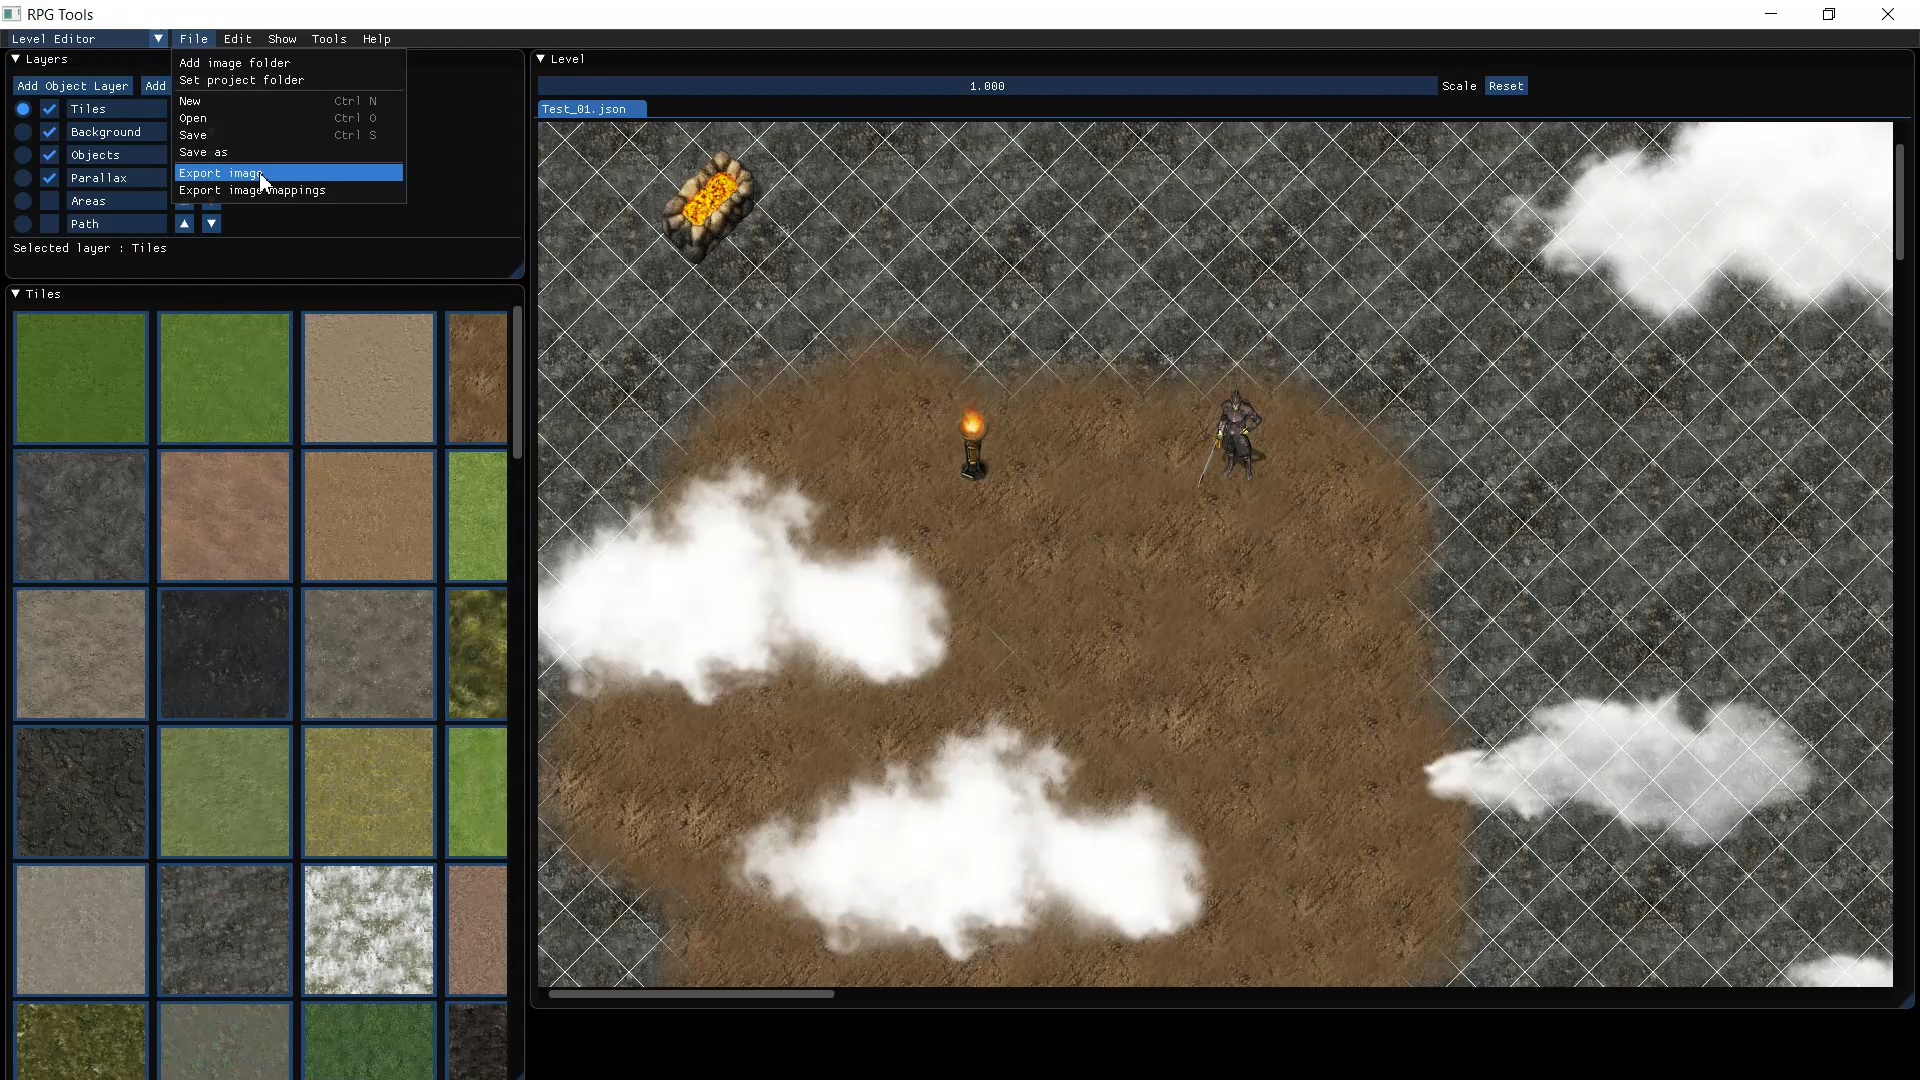 RPG Tools
Level Editor File Edit Show Tools Help
Layers
Add Object Layer Add
Tiles
Background
Objects
Parallax
Areas
Path
Selected layer : Tiles
Add image folder
Set project folder
New Ctrl N
Open Ctrl O
Save Ctrl S
Save as
Export image
Export image mappings
Tiles
Level
1.000 Scale Reset
Test_01.json